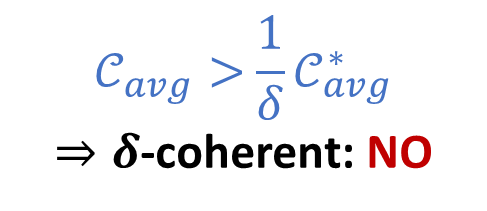 𝒞_avg > 1/δ 𝒞*_avg
⇒ δ-coherent: NO